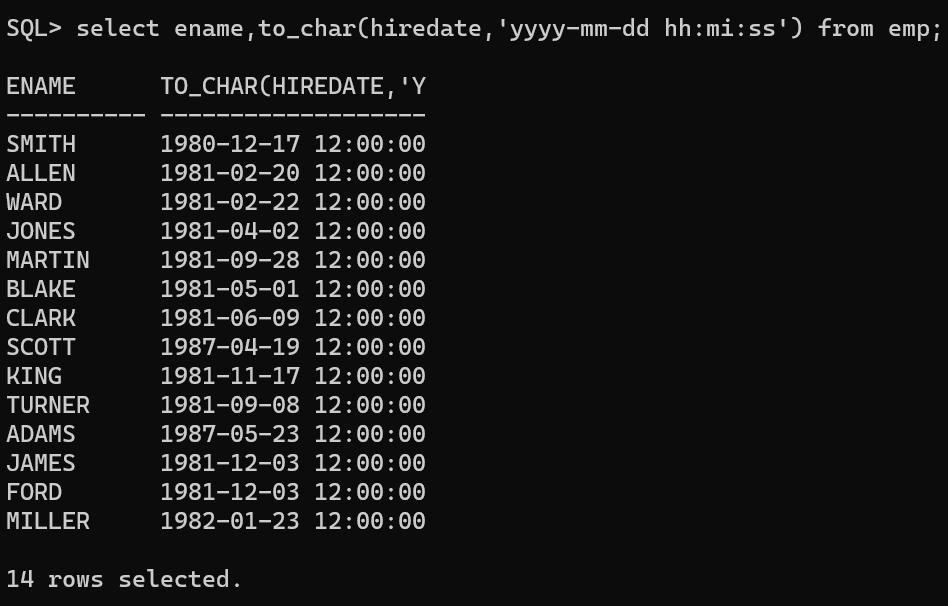 SQL> select ename,to_char(hiredate,'yyyy-mm-dd hh:mi:ss') from emp;
ENAME      TO_CHAR(HIREDATE,'Y
---------- -------------------
SMITH      1980-12-17 12:00:00
ALLEN      1981-02-20 12:00:00
WARD       1981-02-22 12:00:00
JONES      1981-04-02 12:00:00
MARTIN     1981-09-28 12:00:00
BLAKE      1981-05-01 12:00:00
CLARK      1981-06-09 12:00:00
SCOTT      1987-04-19 12:00:00
KING       1981-11-17 12:00:00
TURNER     1981-09-08 12:00:00
ADAMS      1987-05-23 12:00:00
JAMES      1981-12-03 12:00:00
FORD       1981-12-03 12:00:00
MILLER     1982-01-23 12:00:00
14 rows selected.